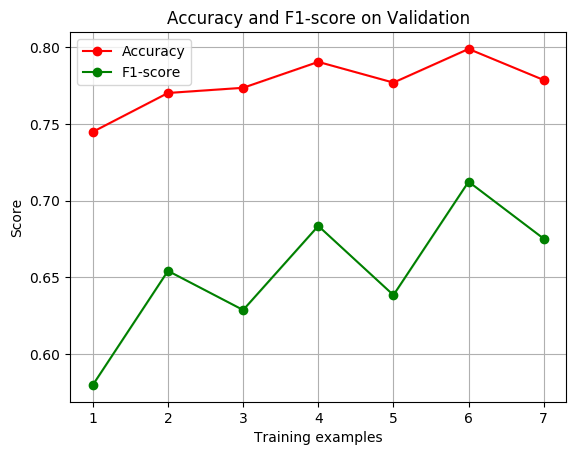 Accuracy and F1-score on Validation
Accuracy
F1-score
0.80
0.75
0.70
0.65
0.60
Score
1 2 3 4 5 6 7
Training examples